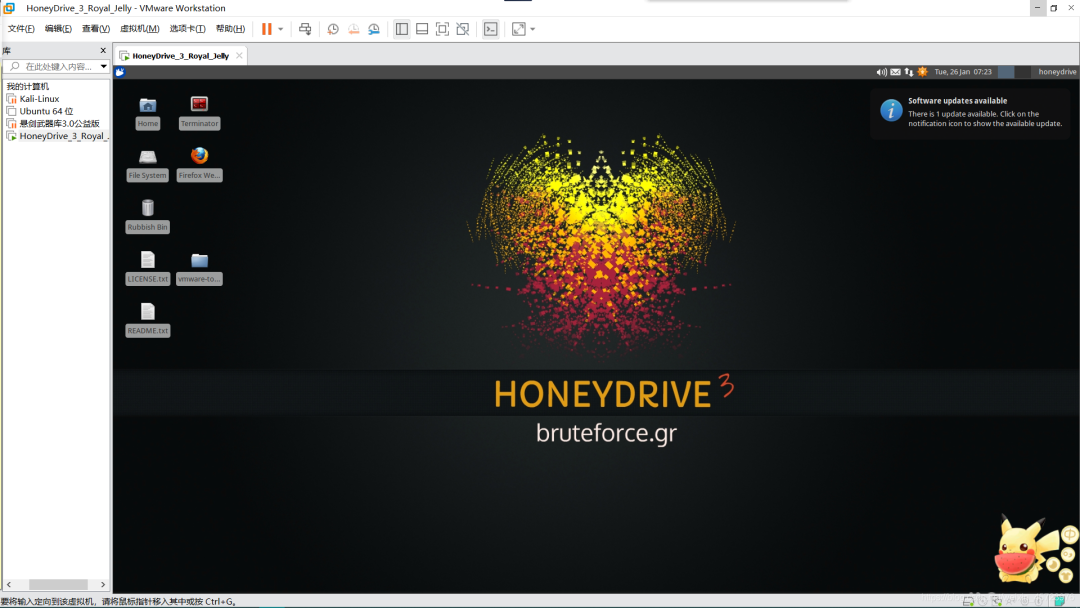 HoneyDrive_3_Royal_Jelly - VMware Workstation
文件(F) 编辑(E) 查看(V) 虚拟机(M) 选项卡(T) 帮助(H)
库
在此处键入内容...
我的计算机
Kali-Linux
Ubuntu 64 位
悬剑武器库3.0公益版
HoneyDrive_3_Royal_
HoneyDrive_3_Royal_Jelly
Tue, 26 Jan 07:23 honeydrive
Software updates available
There is 1 update available. Click on the
notification icon to show the available update.
Home
Terminator
File System
Firefox We...
Rubbish Bin
LICENSE.txt
vmware-to...
README.txt
HONEYDRIVE 3
bruteforce.gr
中
要将输入定向到该虚拟机，请将鼠标指针移入其中或按 Ctrl+G。